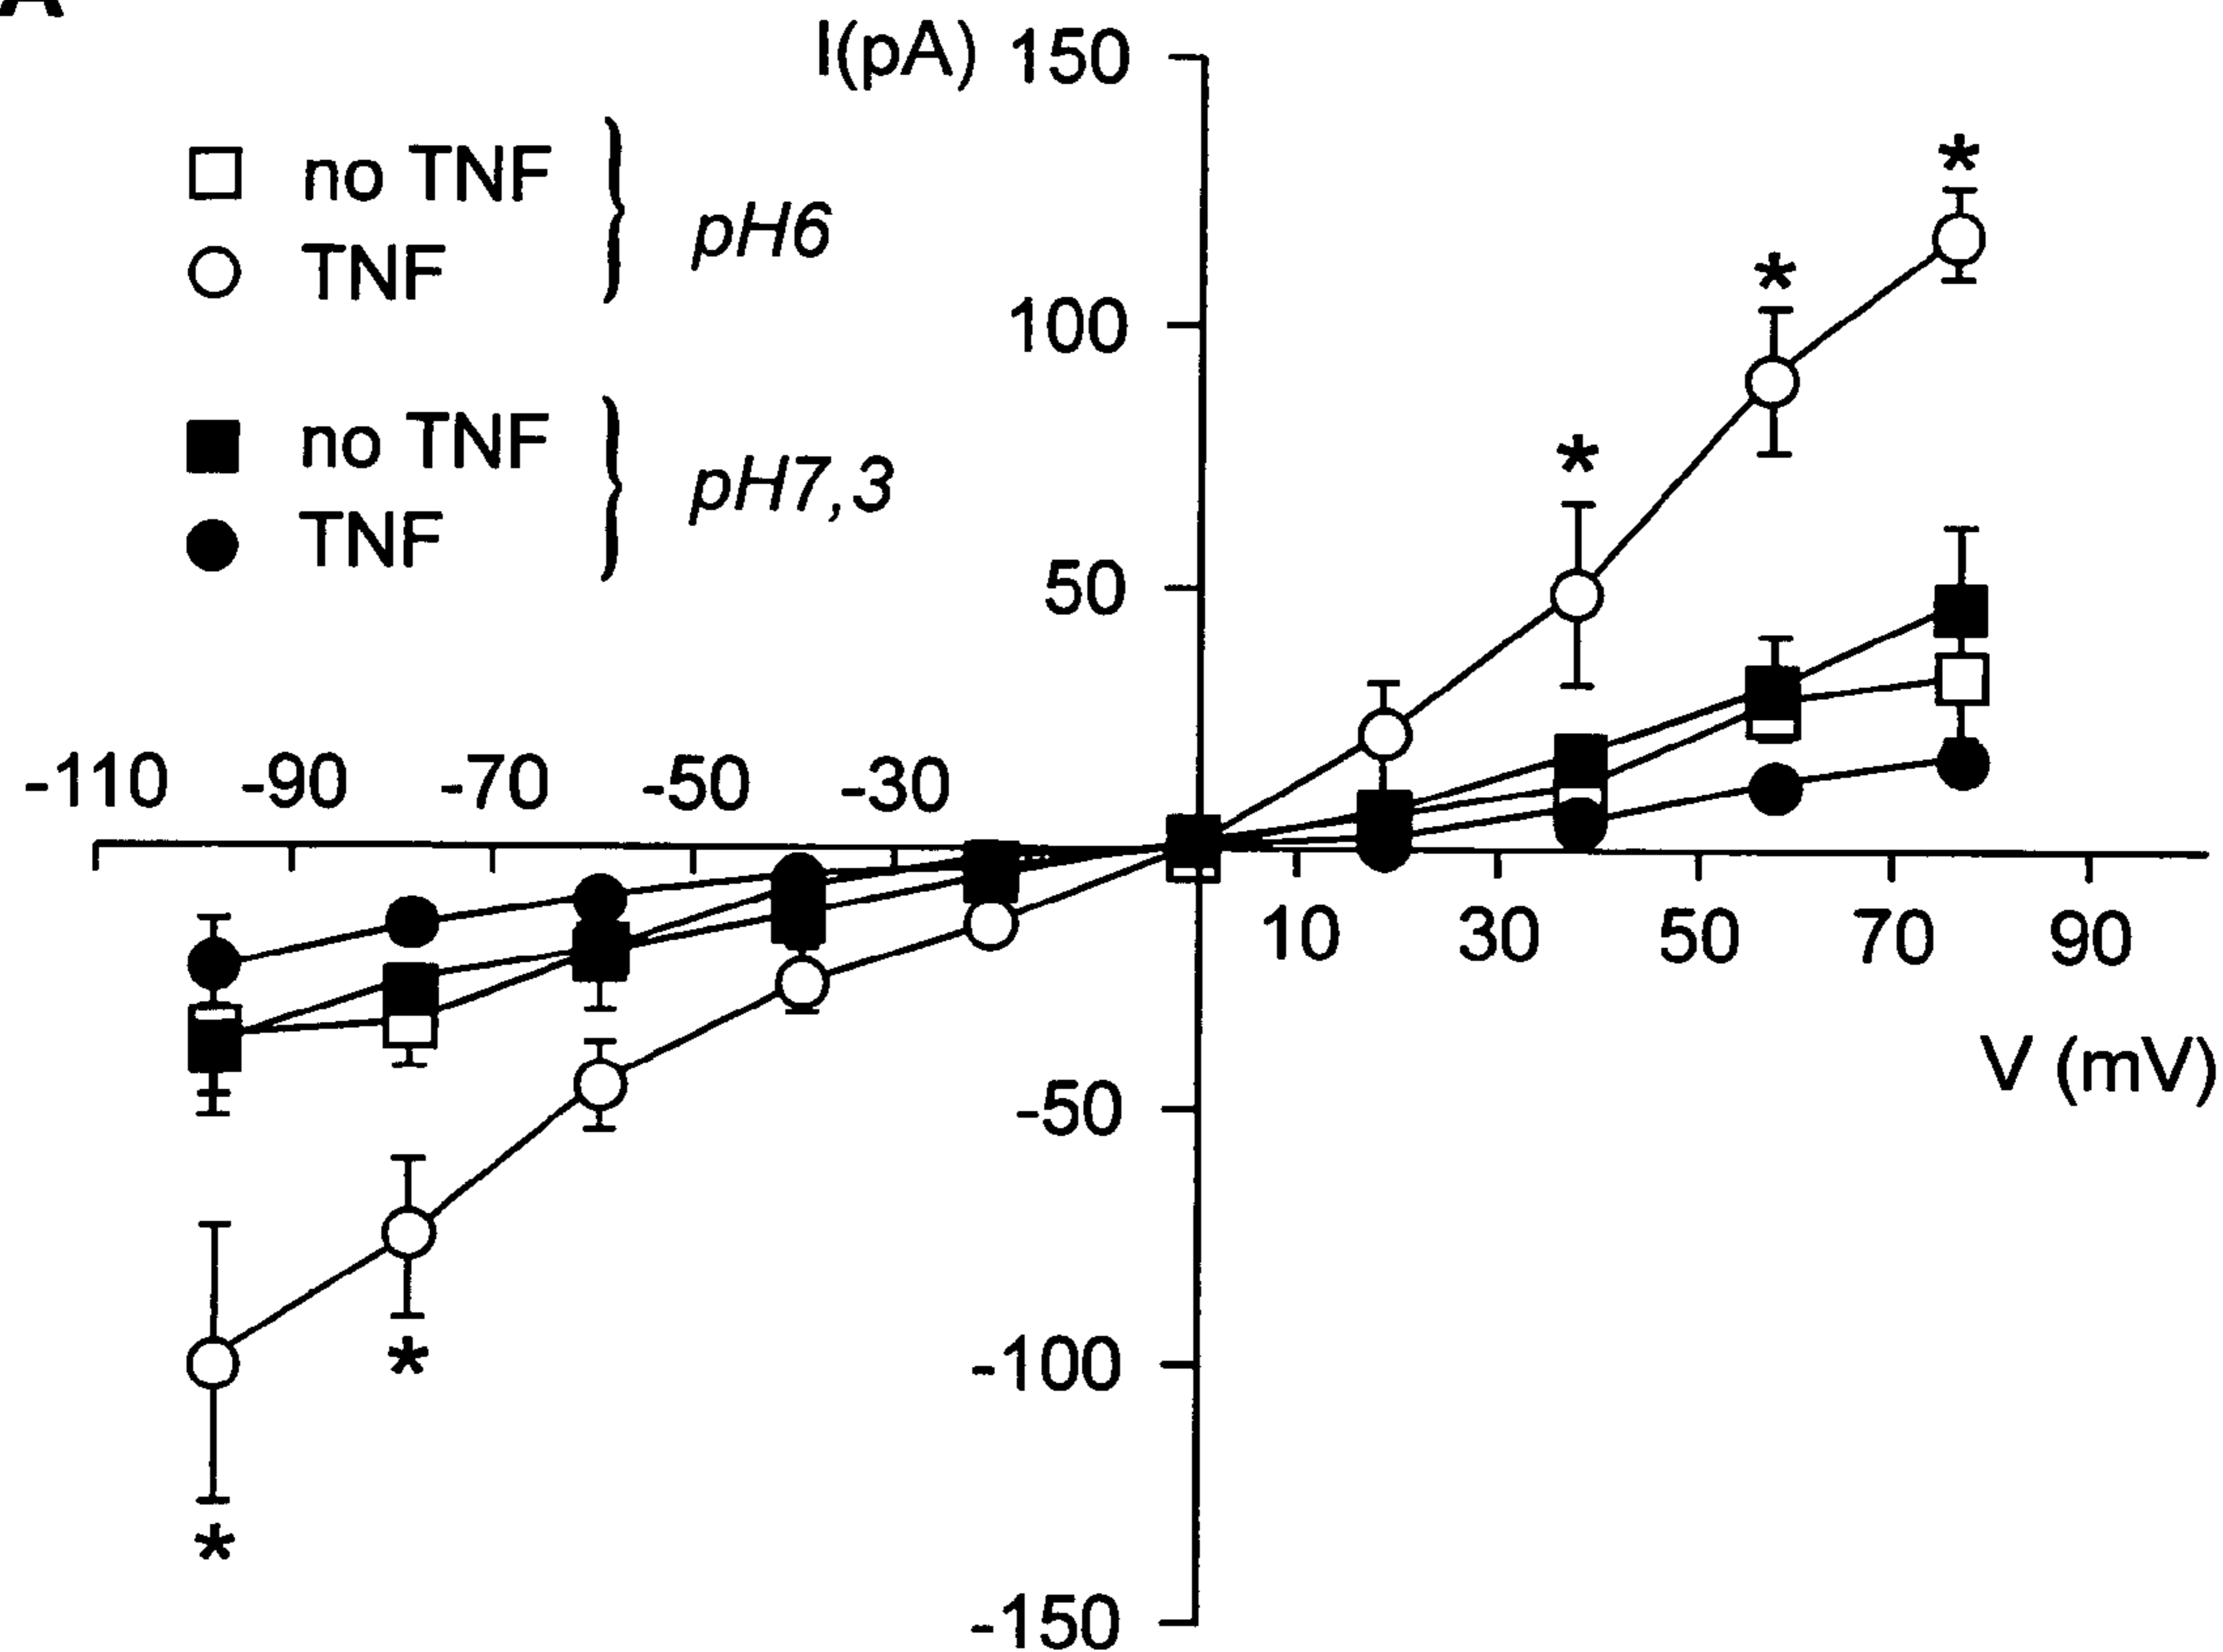 A
I(pA) 150
no TNF
TNF
pH6
100
no TNF
TNF
pH7,3
50
-110 -90 -70 -50 -30
10 30 50 70 90
V (mV)
-50
-100
-150
*
*
*
*
*